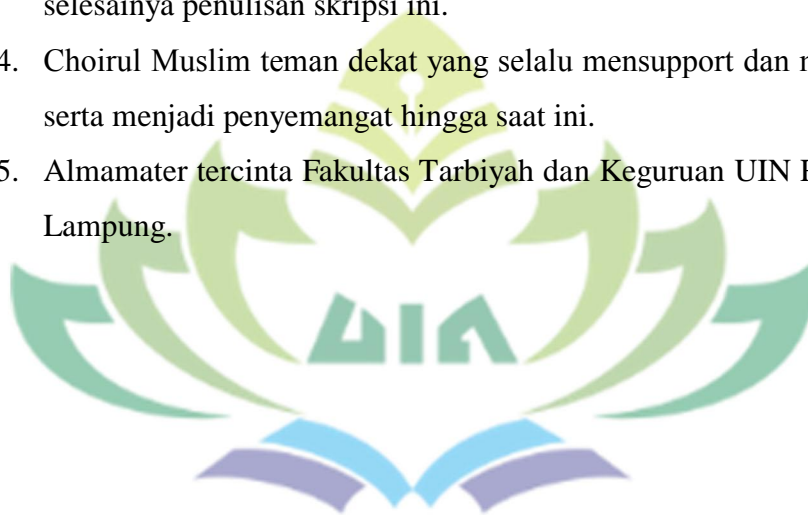 selesainya penulisan skripsi ini.
4. Choirul Muslim teman dekat yang selalu mensupport dan
serta menjadi penyemangat hingga saat ini.
5. Almamater tercinta Fakultas Tarbiyah dan Keguruan UIN
Lampung.
UIN